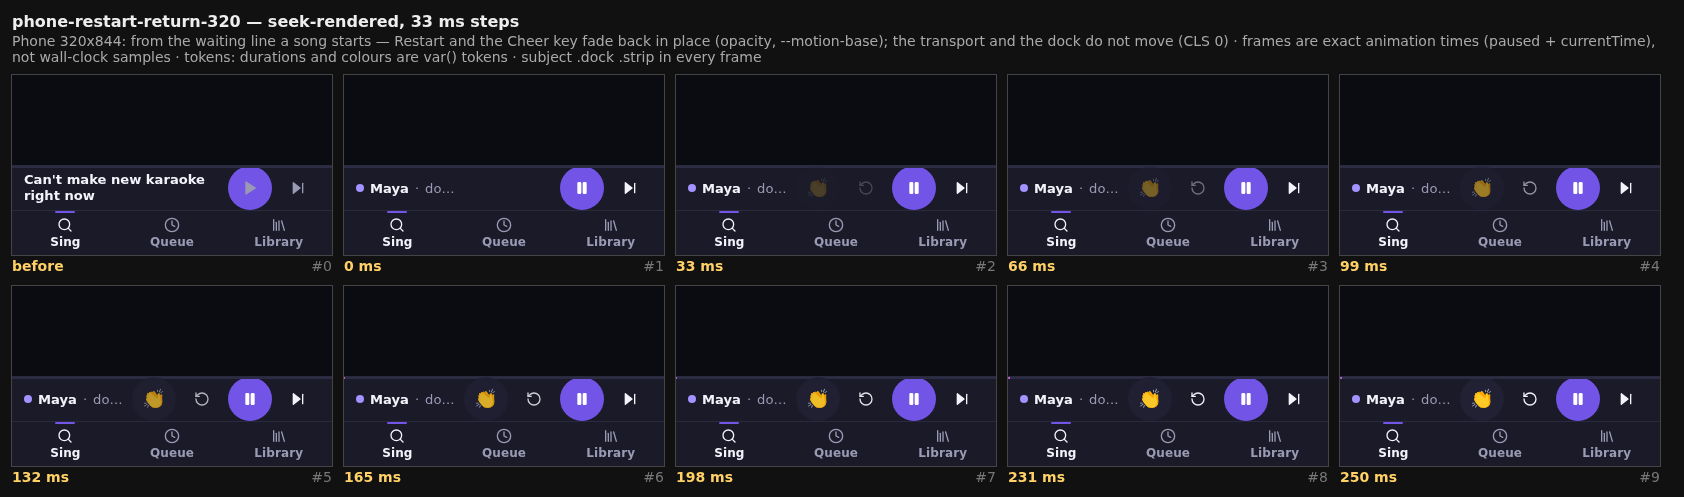 phone-restart-return-320 — seek-rendered, 33 ms steps
Phone 320x844: from the waiting line a song starts — Restart and the Cheer key fade back in place (opacity, --motion-base); the transport and the dock do not move (CLS 0) · frames are exact animation times (paused + currentTime),
not wall-clock samples · tokens: durations and colours are var() tokens · subject .dock .strip in every frame
Can't make new karaoke
right now
Sing Queue Library
before #0
Maya · do…
Sing Queue Library
0 ms #1
Maya · do…
Sing Queue Library
33 ms #2
Maya · do…
Sing Queue Library
66 ms #3
Maya · do…
Sing Queue Library
99 ms #4
Maya · do…
Sing Queue Library
132 ms #5
Maya · do…
Sing Queue Library
165 ms #6
Maya · do…
Sing Queue Library
198 ms #7
Maya · do…
Sing Queue Library
231 ms #8
Maya · do…
Sing Queue Library
250 ms #9